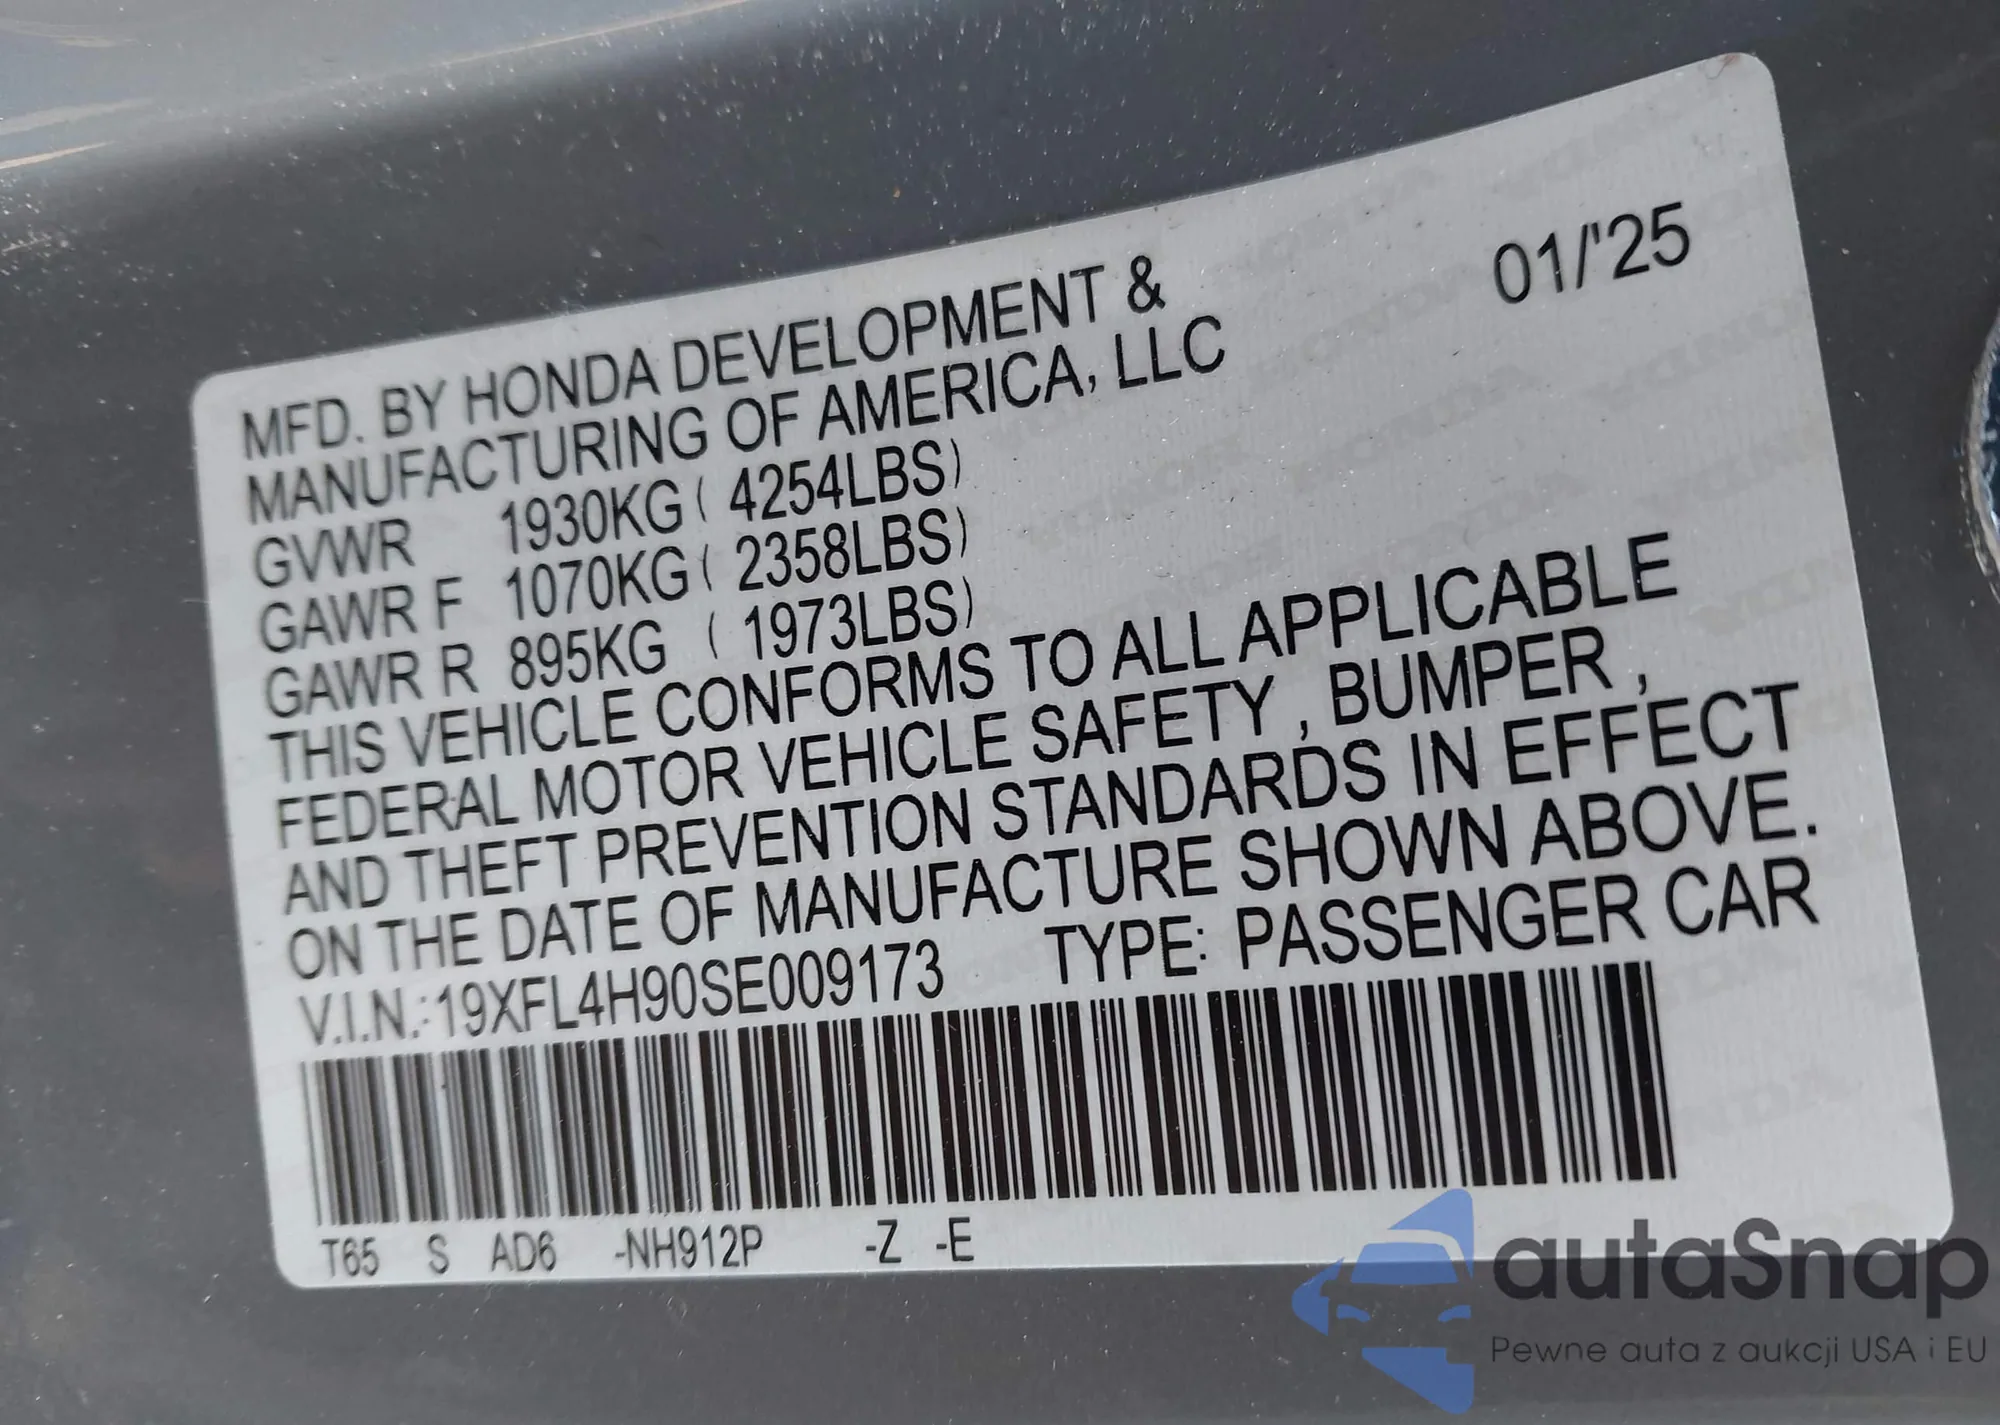 01/'25
MFD. BY HONDA DEVELOPMENT &
MANUFACTURING OF AMERICA, LLC
GVWR 1930KG ( 4254LBS)
GAWR F 1070KG ( 2358LBS)
GAWR R 895KG ( 1973LBS)
THIS VEHICLE CONFORMS TO ALL APPLICABLE
FEDERAL MOTOR VEHICLE SAFETY , BUMPER ,
AND THEFT PREVENTION STANDARDS IN EFFECT
ON THE DATE OF MANUFACTURE SHOWN ABOVE.
V.I.N.:19XFL4H90SE009173 TYPE: PASSENGER CAR
T65 S AD6 -NH912P -Z -E
autaSnap
Pewne auta z aukcji USA i EU